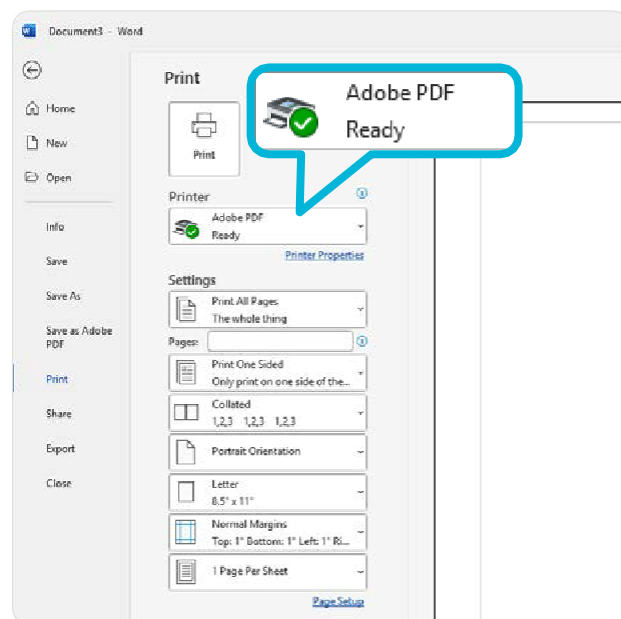 Document3 - Word
Home
New
Open
Info
Save
Save As
Save as Adobe
PDF
Print
Share
Export
Close
Print
Adobe PDF
Ready
Print
Printer
Adobe PDF
Ready
Printer Properties
Settings
Print All Pages
The whole thing
Pages:
Print One Sided
Only print on one side of the...
Collated
1,2,3 1,2,3 1,2,3
Portrait Orientation
Letter
8.5" x 11"
Normal Margins
Top: 1" Bottom: 1" Left: 1" Ri...
1 Page Per Sheet
Page Setup